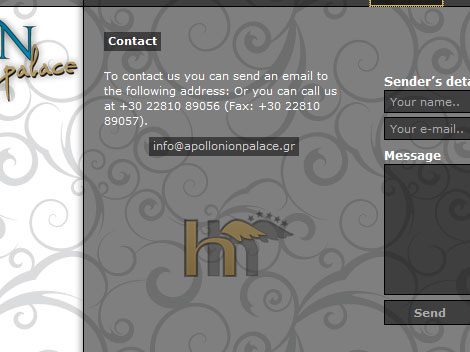 N
palace
Contact
To contact us you can send an email to
the following address: Or you can call us
at +30 22810 89056 (Fax: +30 22810
89057).
info@apollonionpalace.gr
hh
Sender's deta
Your name..
Your e-mail..
Message
Send